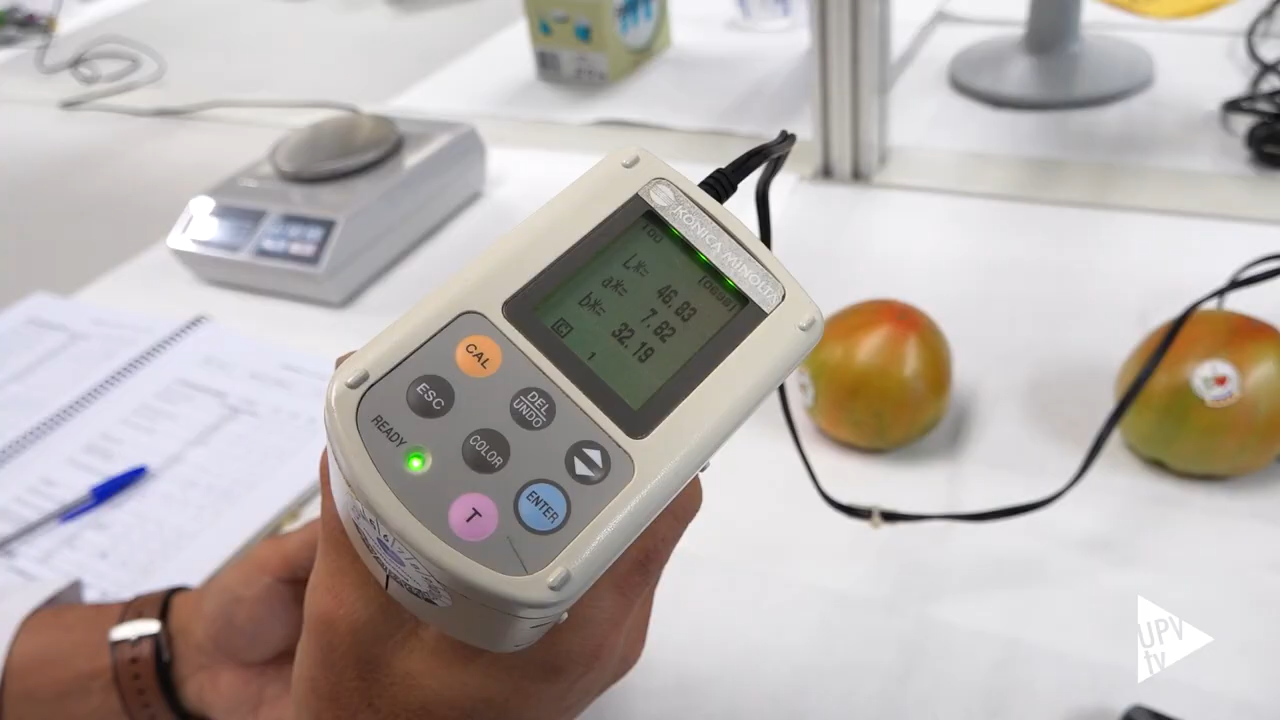 KONICA MINOLTA
L*= 46.83
a*= 7.82
b*= 32.19
C 1
CAL
ESC
DEL
UNDO
READY
COLOR
T
ENTER
UPV
tv